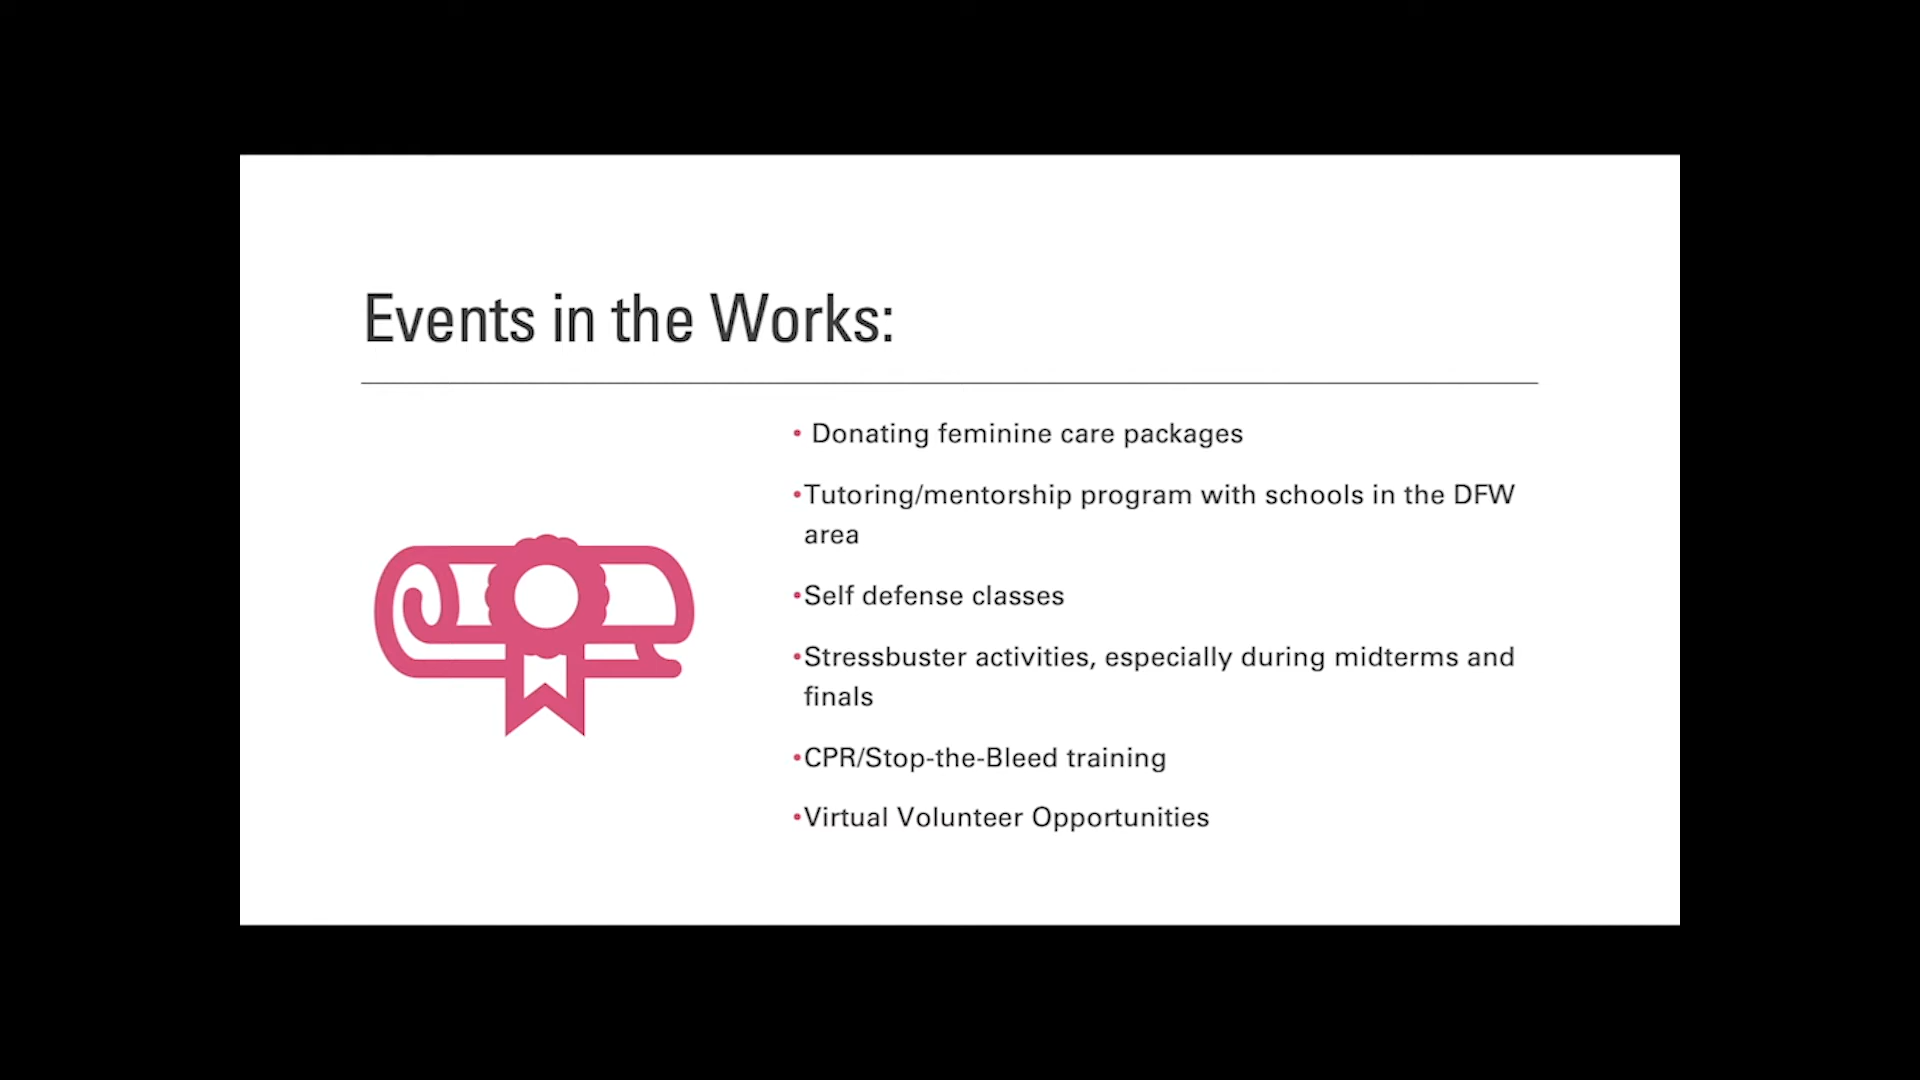 Events in the Works:
• Donating feminine care packages
•Tutoring/mentorship program with schools in the DFW
area
•Self defense classes
•Stressbuster activities, especially during midterms and
finals
•CPR/Stop-the-Bleed training
•Virtual Volunteer Opportunities